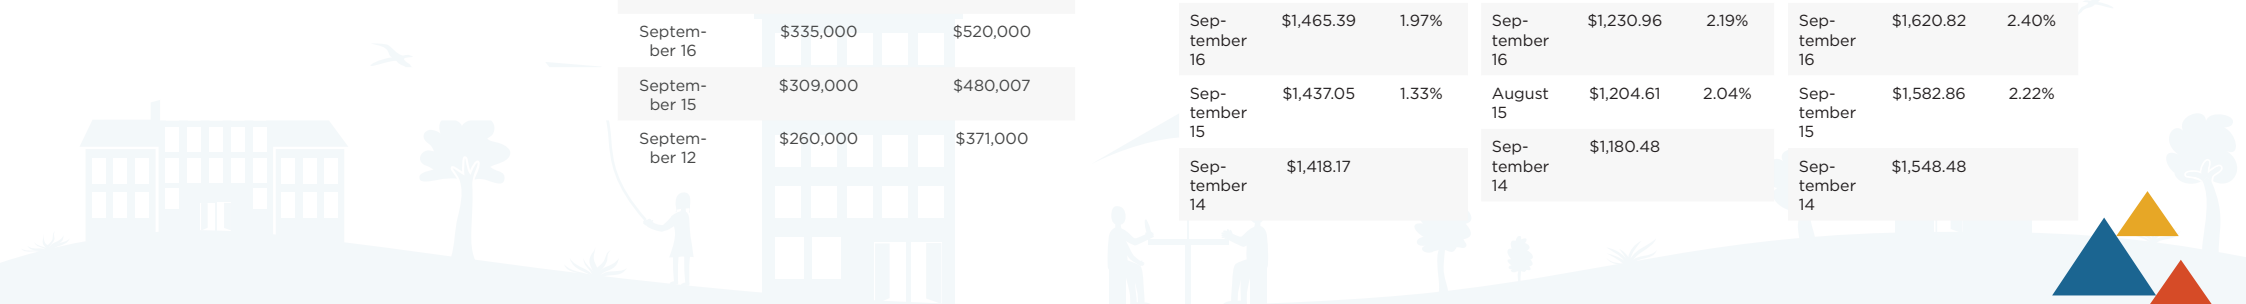 Septem-
ber 16 $335,000 $520,000
Septem-
ber 15 $309,000 $480,007
Septem-
ber 12 $260,000 $371,000
Sep- $1,465.39 1.97%
tember
16
Sep- $1,437.05 1.33%
tember
15
Sep- $1,418.17
tember
14
Sep- $1,230.96 2.19%
tember
16
August $1,204.61 2.04%
15
Sep- $1,180.48
tember
14
Sep- $1,620.82 2.40%
tember
16
Sep- $1,582.86 2.22%
tember
15
Sep- $1,548.48
tember
14